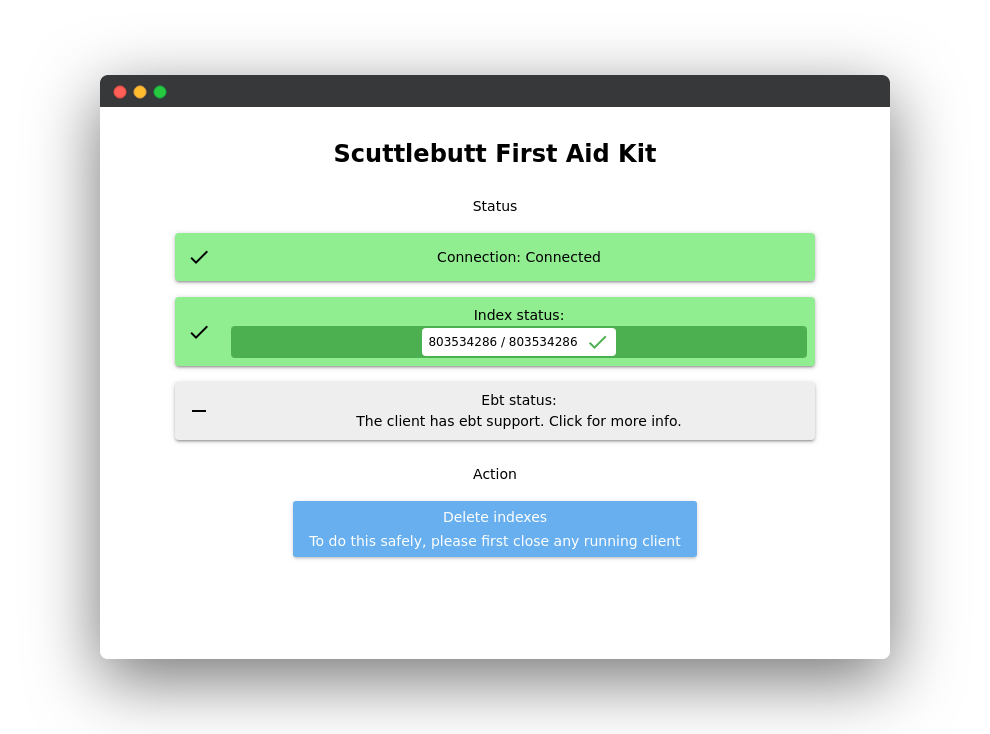 Scuttlebutt First Aid Kit
Status
Connection: Connected
Index status:
803534286 / 803534286
Ebt status:
The client has ebt support. Click for more info.
Action
Delete indexes
To do this safely, please first close any running client